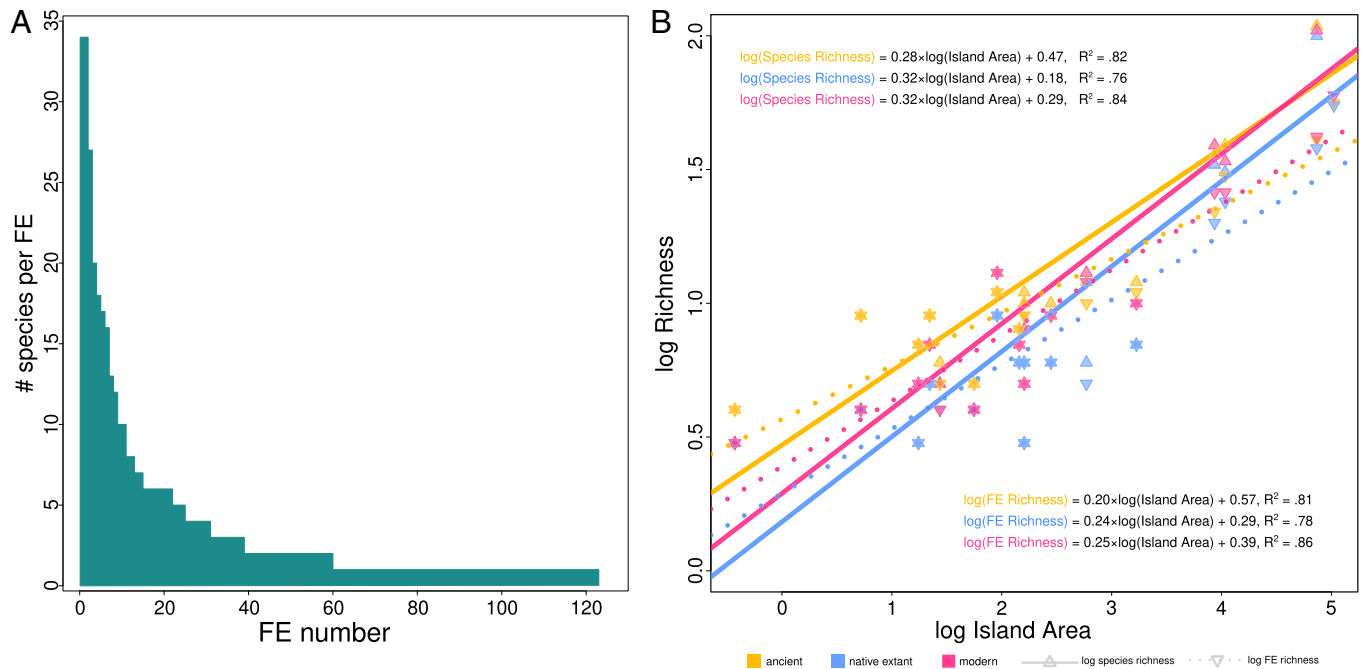 A
# species per FE
35
30
25
20
15
10
5
0
0 20 40 60 80 100 120
FE number
B
log Richness
2.0
1.5
1.0
0.5
0.0
log(Species Richness) = 0.28×log(Island Area) + 0.47, R² = .82
log(Species Richness) = 0.32×log(Island Area) + 0.18, R² = .76
log(Species Richness) = 0.32×log(Island Area) + 0.29, R² = .84
log(FE Richness) = 0.20×log(Island Area) + 0.57, R² = .81
log(FE Richness) = 0.24×log(Island Area) + 0.29, R² = .78
log(FE Richness) = 0.25×log(Island Area) + 0.39, R² = .86
0 1 2 3 4 5
log Island Area
ancient native extant modern log species richness log FE richness